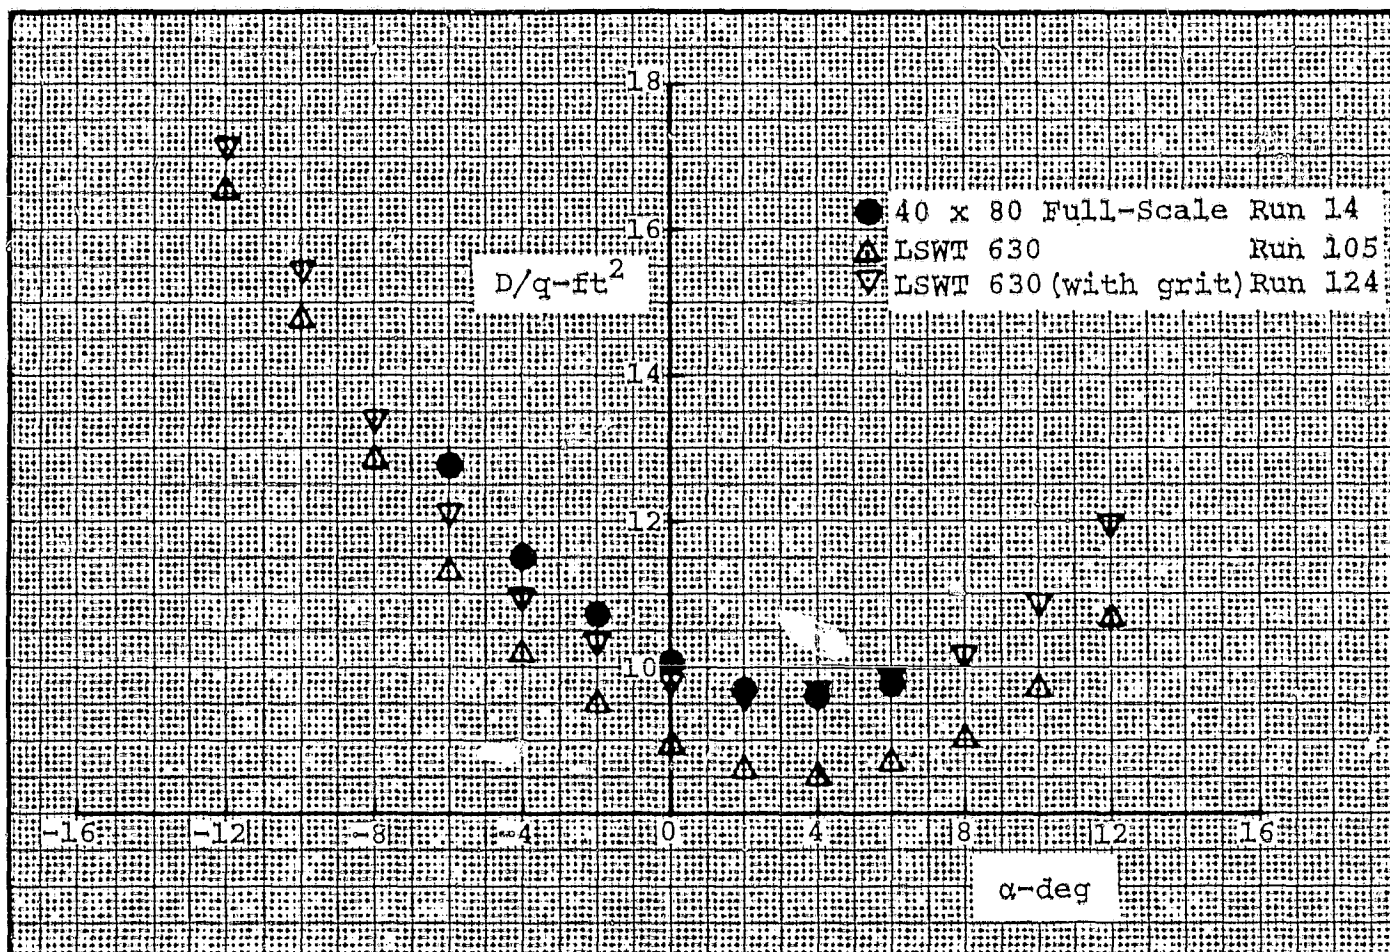 18
40 x 80 Full-Scale Run 14
16
LSWT 630 Run 105
D/q-ft²
LSWT 630 (with grit) Run 124
14
12
10
-16 -12 -8 -4 0 4 8 12 16
α-deg